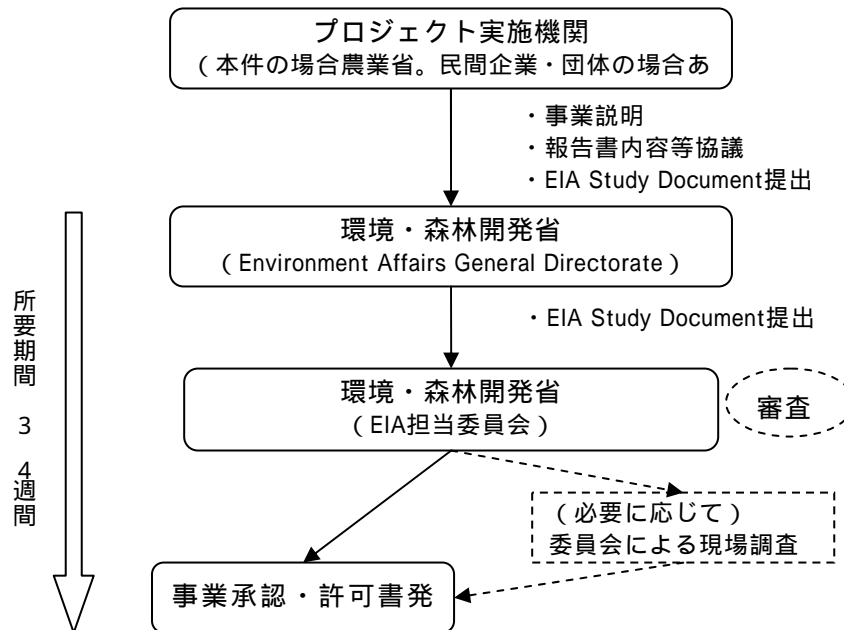 プロジェクト実施機関
（本件の場合農業省。民間企業・団体の場合あ
・事業説明
・報告書内容等協議
・EIA Study Document提出
環境・森林開発省
（Environment Affairs General Directorate）
・EIA Study Document提出
環境・森林開発省
（EIA担当委員会）
審査
所要期間 3 4週間
（必要に応じて）
委員会による現場調査
事業承認・許可書発